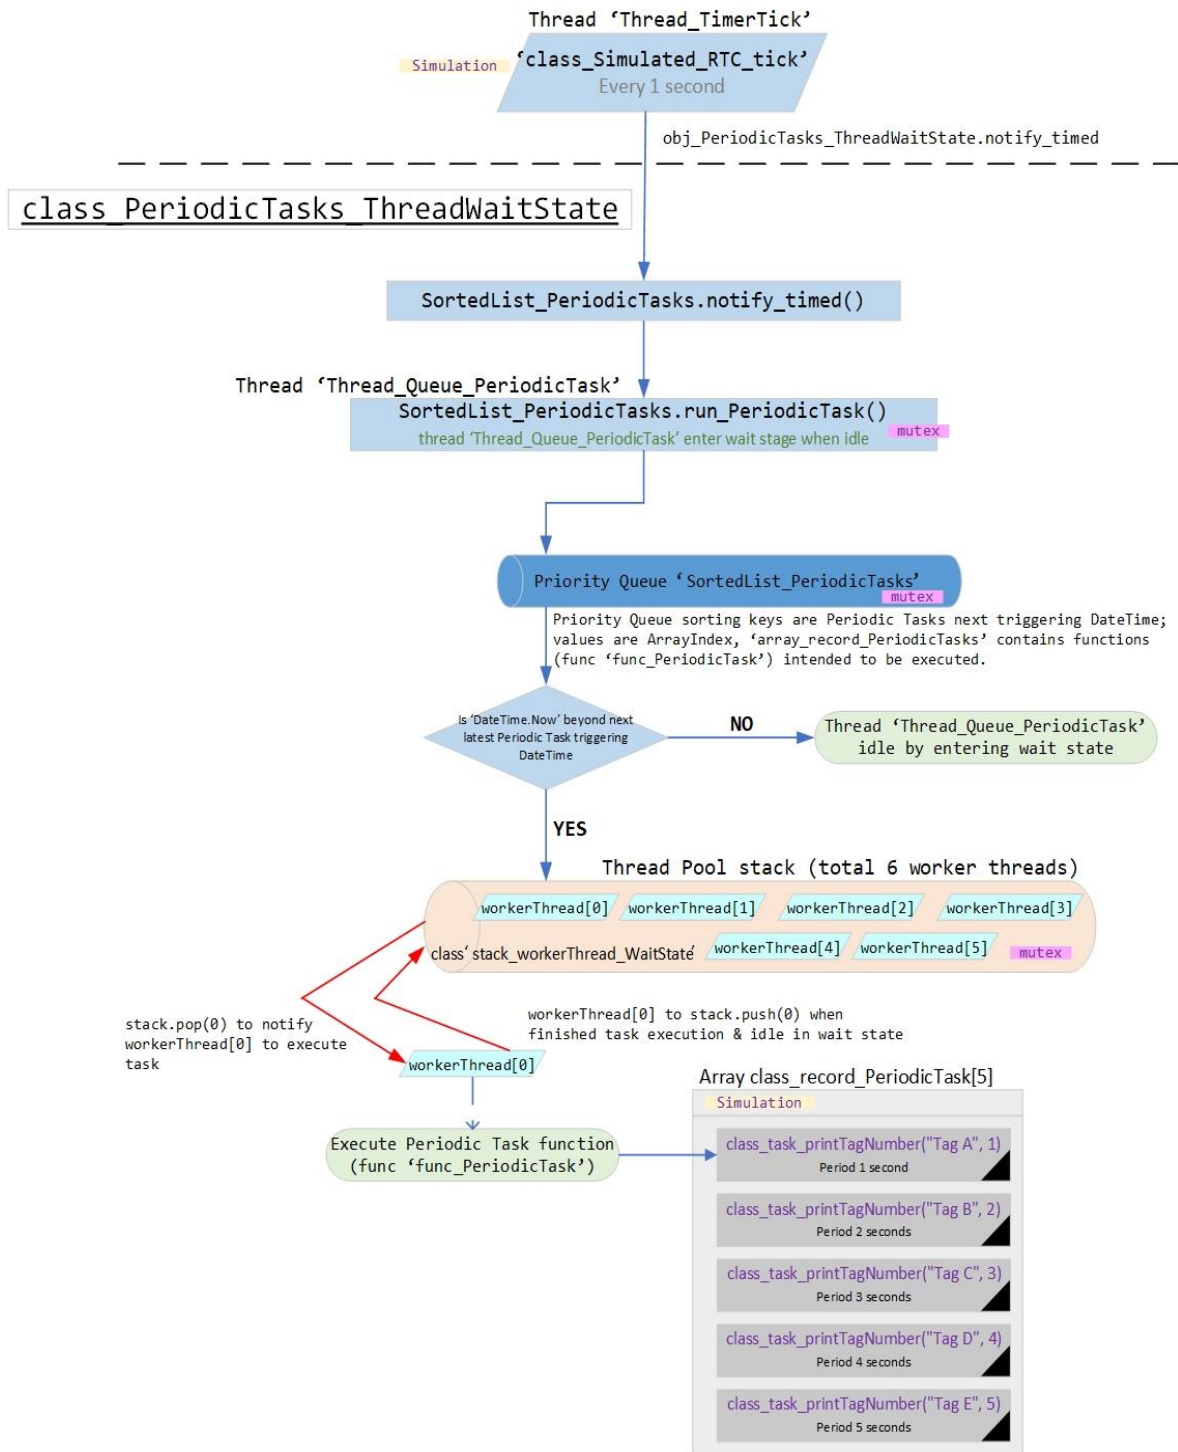 Thread ‘Thread_TimerTick’
Simulation
‘class_Simulated_RTC_tick’
Every 1 second
obj_PeriodicTasks_ThreadWaitState.notify_timed
class_PeriodicTasks_ThreadWaitState
SortedList_PeriodicTasks.notify_timed()
Thread ‘Thread_Queue_PeriodicTask’
SortedList_PeriodicTasks.run_PeriodicTask()
thread ‘Thread_Queue_PeriodicTask’ enter wait stage when idle
mutex
Priority Queue ‘SortedList_PeriodicTasks’
mutex
Priority Queue sorting keys are Periodic Tasks next triggering DateTime;
values are ArrayIndex, ‘array_record_PeriodicTasks’ contains functions
(func ‘func_PeriodicTask’) intended to be executed.
Is ‘DateTime.Now’ beyond next
latest Periodic Task triggering
DateTime
NO
Thread ‘Thread_Queue_PeriodicTask’
idle by entering wait state
YES
Thread Pool stack (total 6 worker threads)
workerThread[0]
workerThread[1]
workerThread[2]
workerThread[3]
class‘ stack_workerThread_WaitState’
workerThread[4]
workerThread[5]
mutex
stack.pop(0) to notify
workerThread[0] to execute
task
workerThread[0] to stack.push(0) when
finished task execution & idle in wait state
workerThread[0]
Execute Periodic Task function
(func ‘func_PeriodicTask’)
Array class_record_PeriodicTask[5]
Simulation
class_task_printTagNumber("Tag A", 1)
Period 1 second
class_task_printTagNumber("Tag B", 2)
Period 2 seconds
class_task_printTagNumber("Tag C", 3)
Period 3 seconds
class_task_printTagNumber("Tag D", 4)
Period 4 seconds
class_task_printTagNumber("Tag E", 5)
Period 5 seconds